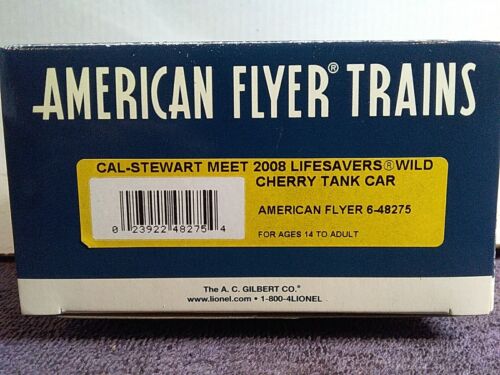 AMERICAN FLYER® TRAINS
CAL-STEWART MEET 2008 LIFESAVERS®WILD
CHERRY TANK CAR
AMERICAN FLYER 6-48275
0 23922 48275 4
FOR AGES 14 TO ADULT
The A. C. GILBERT CO.®
www.lionel.com • 1-800-4LIONEL